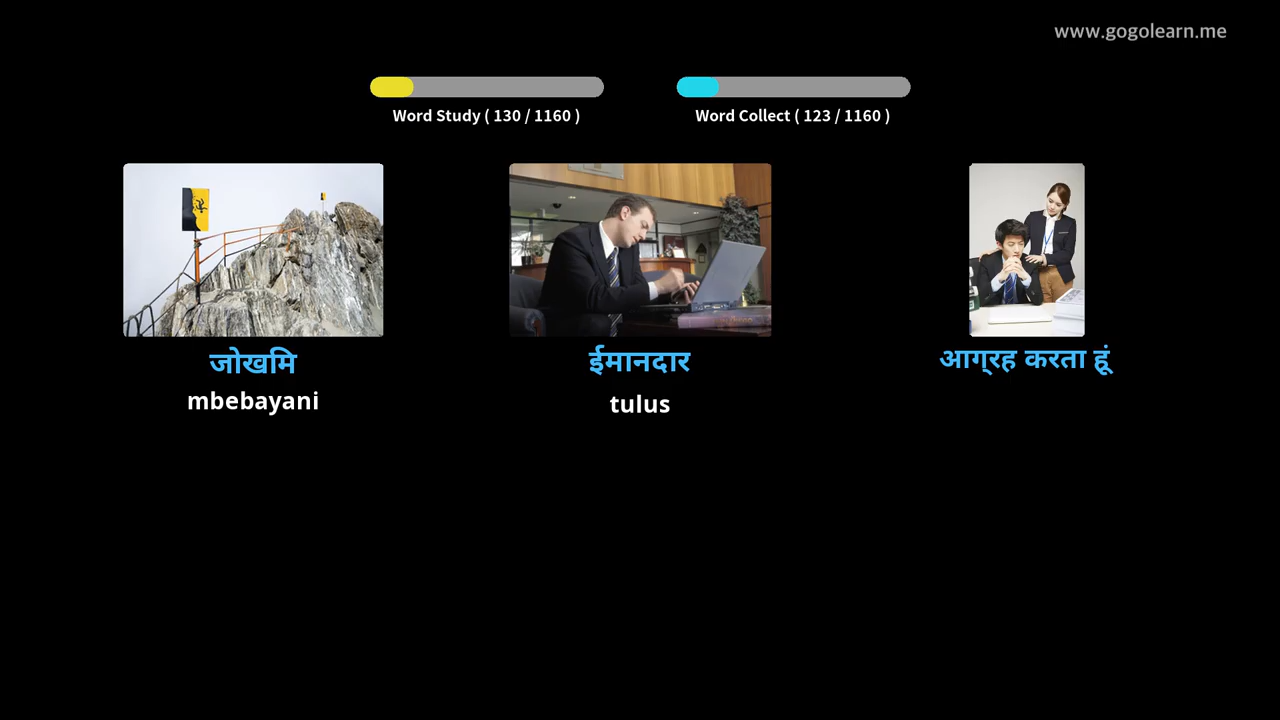 www.gogolearn.me
Word Study ( 130 / 1160 )
Word Collect ( 123 / 1160 )
जोखमि
mbebayani
ईमानदार
tulus
आग्रह करता हूं